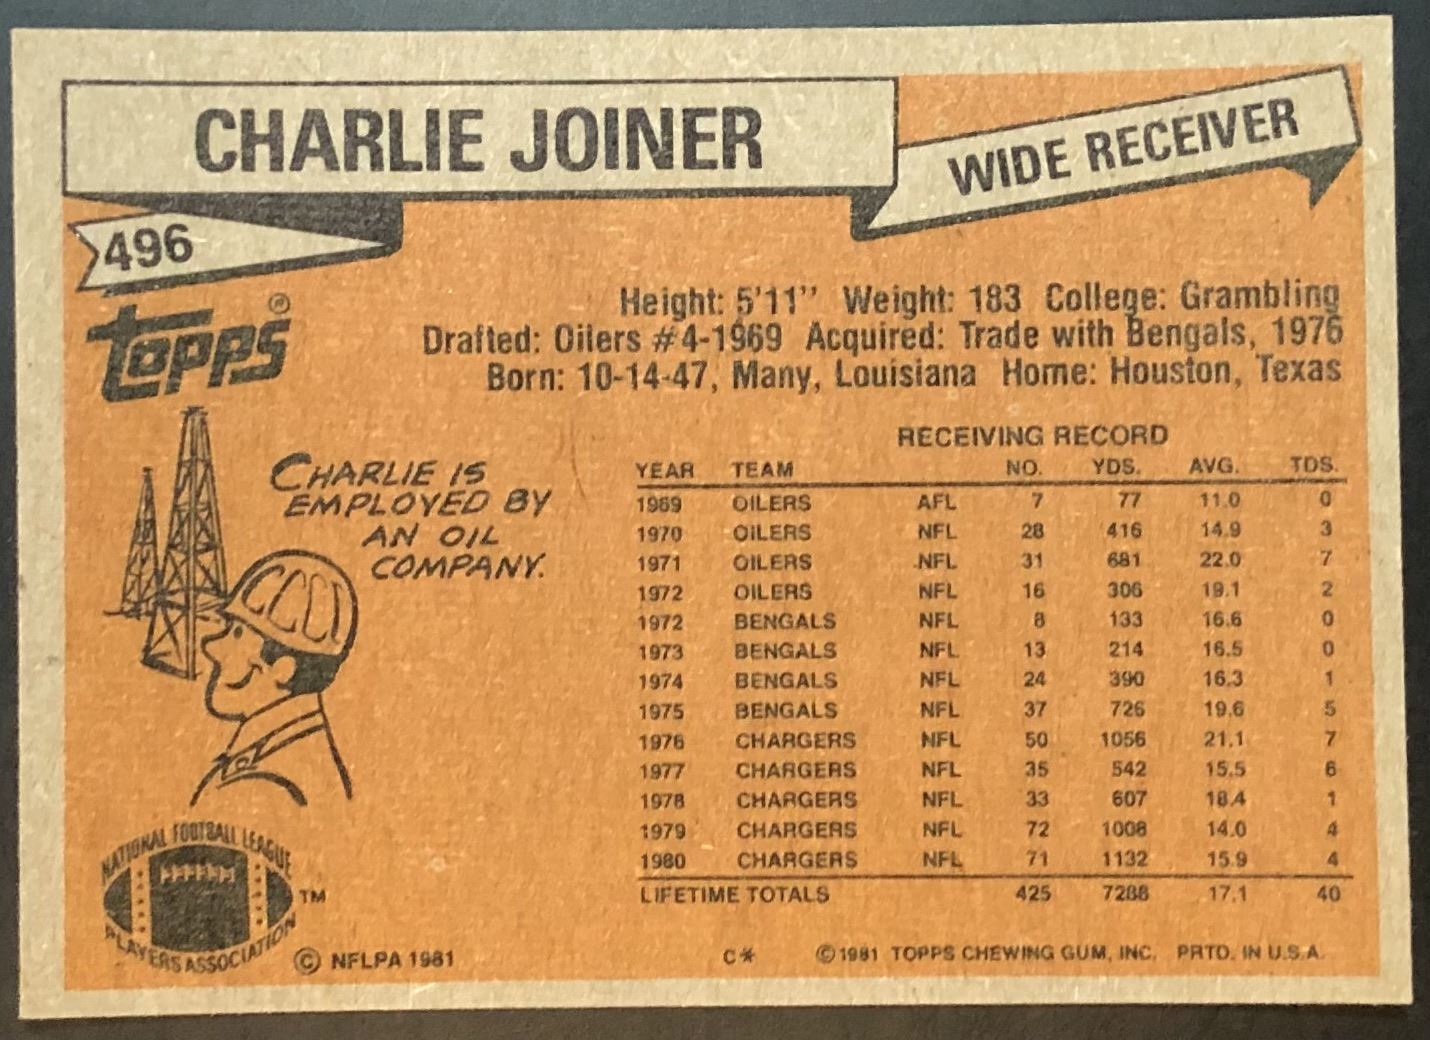 CHARLIE JOINER
WIDE RECEIVER
496
Topps®
Height: 5'11" Weight: 183 College: Grambling
Drafted: Oilers #4-1969 Acquired: Trade with Bengals, 1976
Born: 10-14-47, Many, Louisiana Home: Houston, Texas
CHARLIE IS
EMPLOYED BY
AN OIL
COMPANY.
RECEIVING RECORD
YEAR TEAM NO. YDS. AVG. TDS.
1969 OILERS AFL 7 77 11.0 0
1970 OILERS NFL 28 416 14.9 3
1971 OILERS NFL 31 681 22.0 7
1972 OILERS NFL 16 306 19.1 2
1972 BENGALS NFL 8 133 16.6 0
1973 BENGALS NFL 13 214 16.5 0
1974 BENGALS NFL 24 390 16.3 1
1975 BENGALS NFL 37 726 19.6 5
1976 CHARGERS NFL 50 1056 21.1 7
1977 CHARGERS NFL 35 542 15.5 6
1978 CHARGERS NFL 33 607 18.4 1
1979 CHARGERS NFL 72 1008 14.0 4
1980 CHARGERS NFL 71 1132 15.9 4
LIFETIME TOTALS 425 7288 17.1 40
NATIONAL FOOTBALL LEAGUE
PLAYERS ASSOCIATION
TM
© NFLPA 1981
C* © 1981 TOPPS CHEWING GUM, INC. PRTD. IN U.S.A.